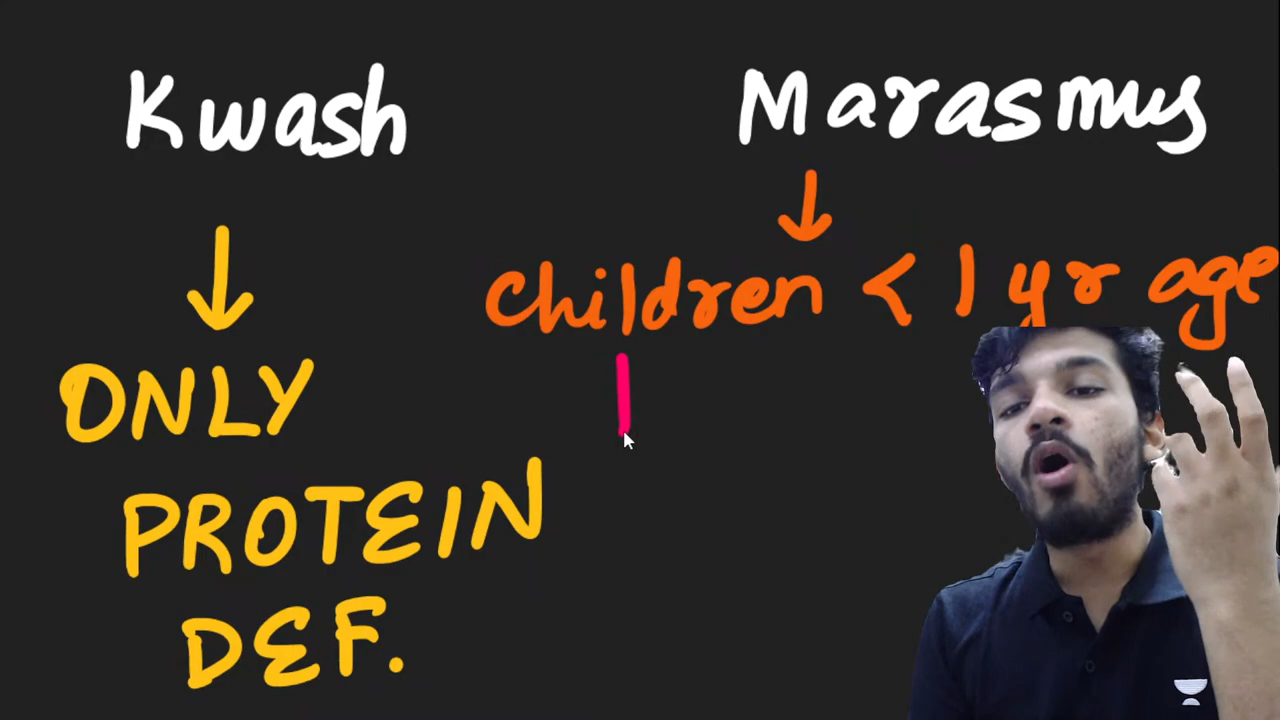 Kwash
Marasmus
Children < 1 yr age
ONLY
PROTEIN
DEF.